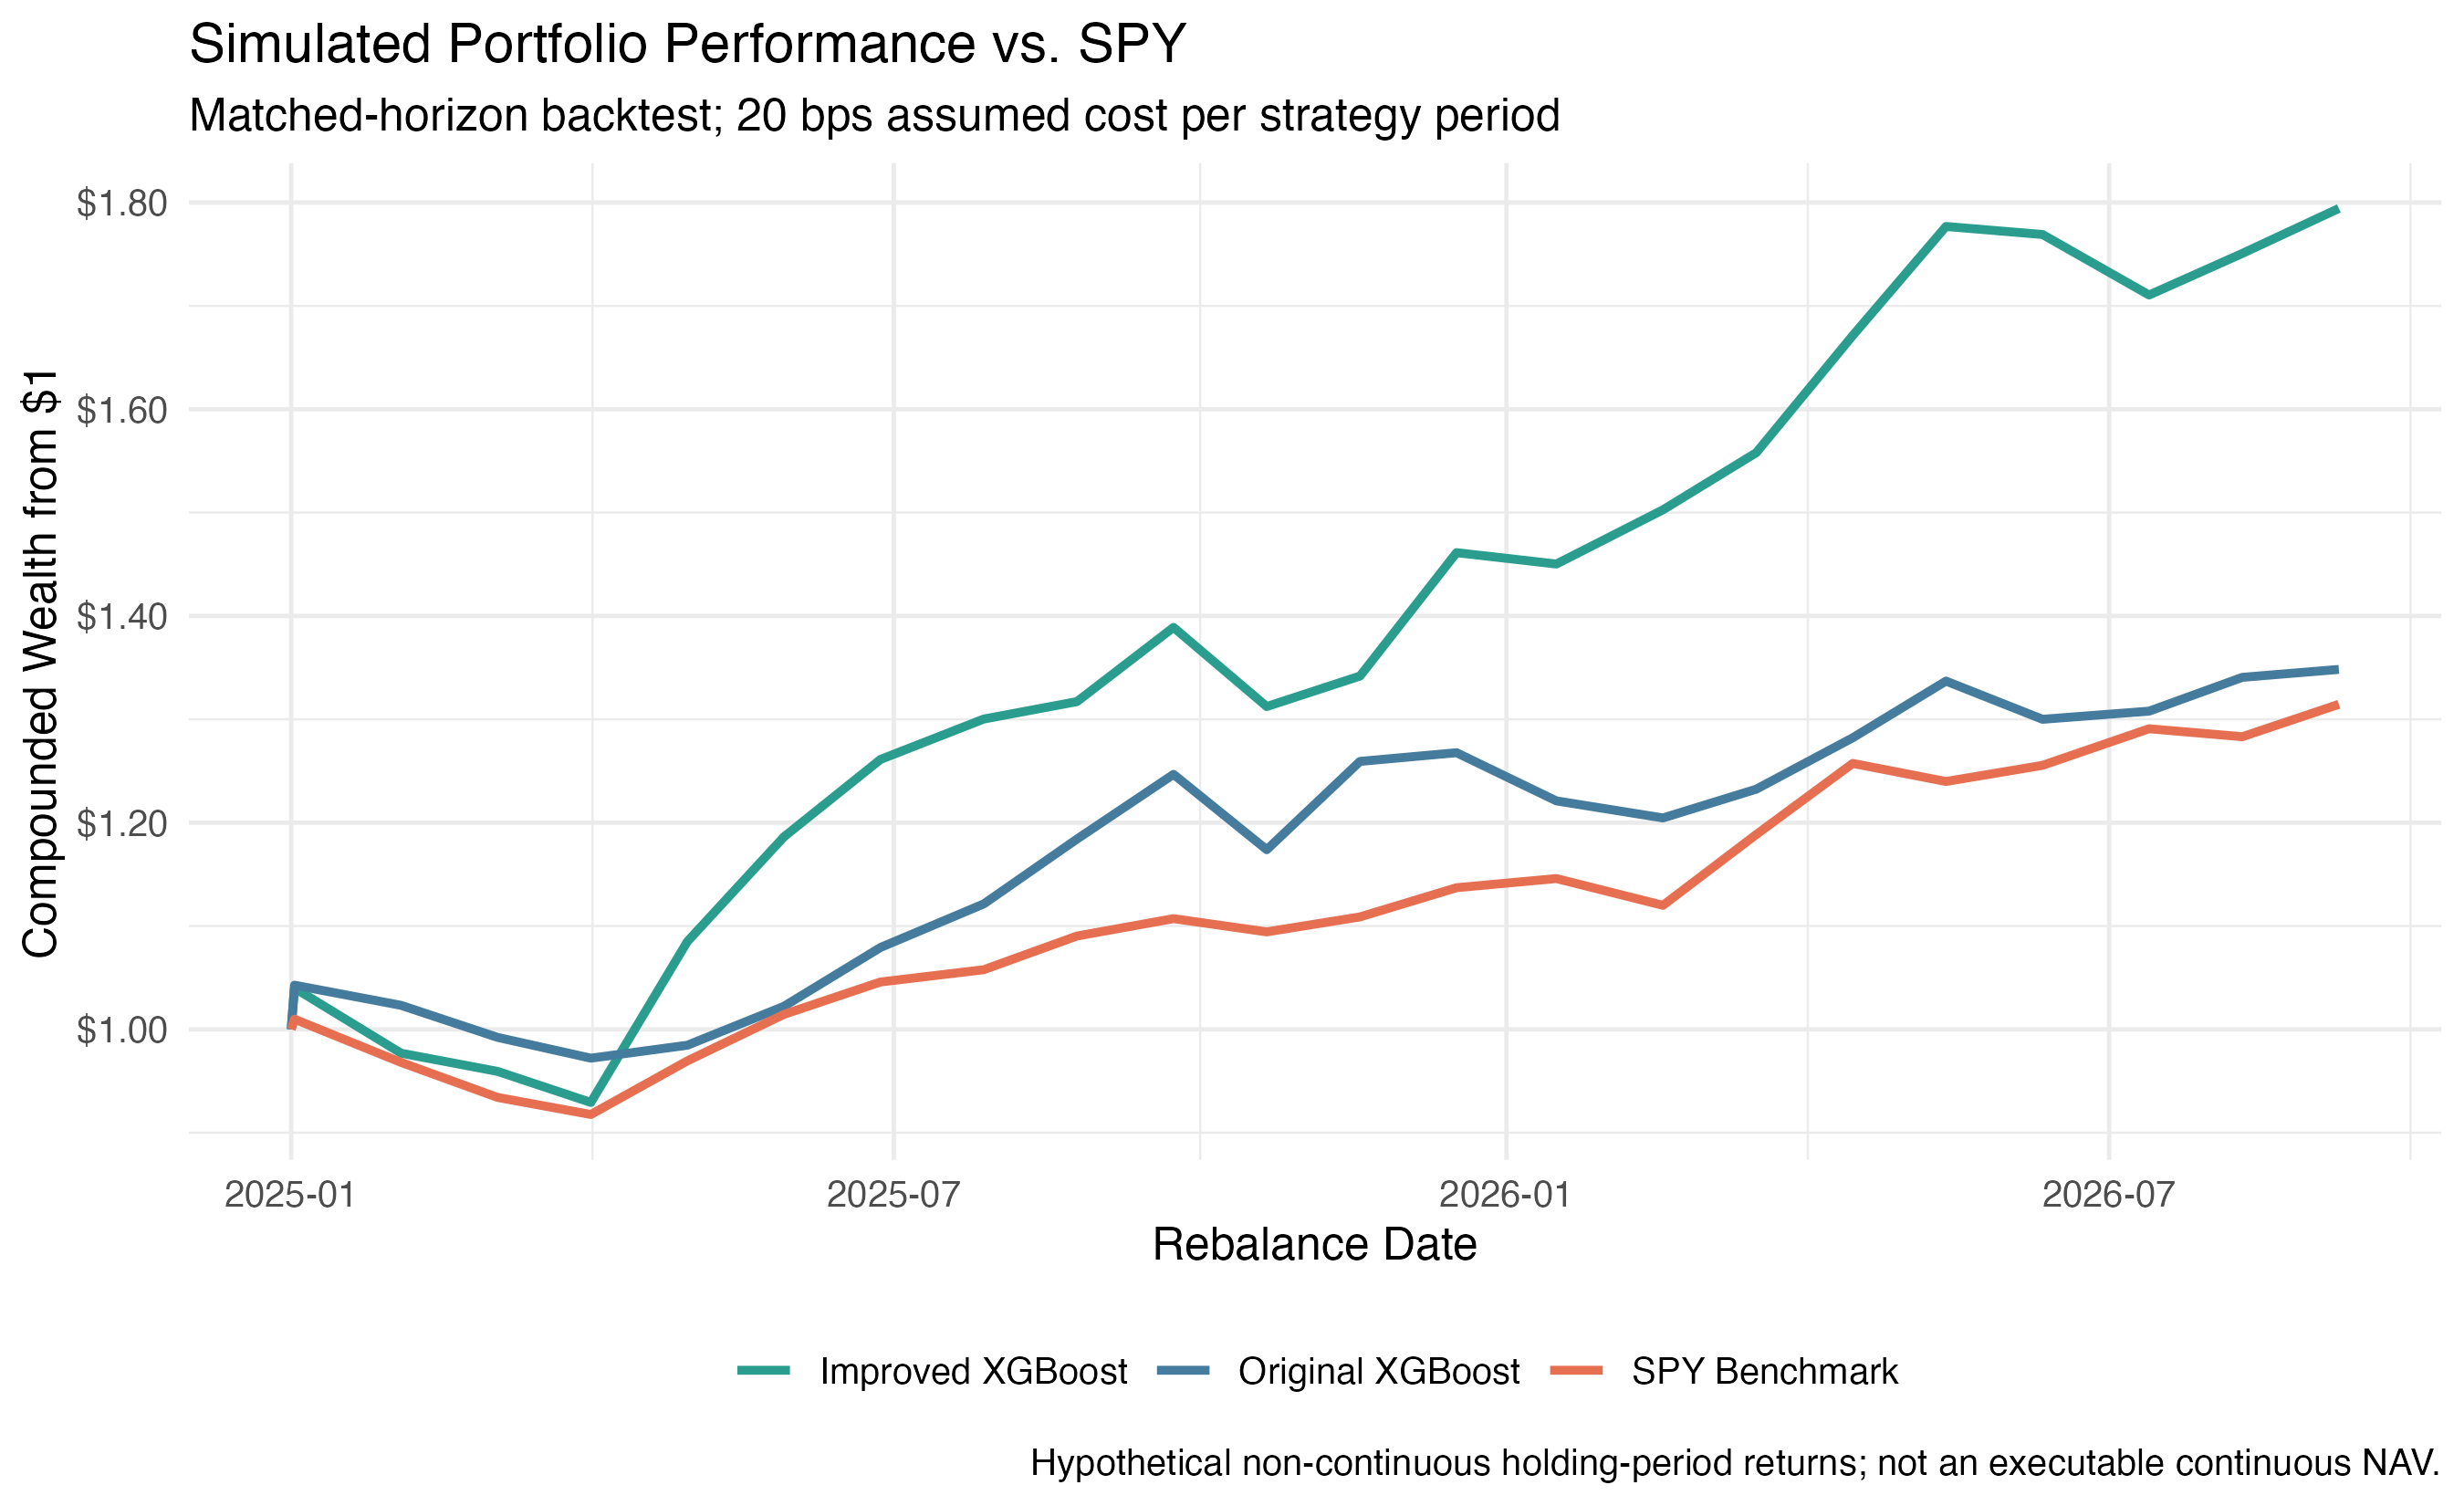 Simulated Portfolio Performance vs. SPY
Matched-horizon backtest; 20 bps assumed cost per strategy period
Compounded Wealth from $1
$1.80
$1.60
$1.40
$1.20
$1.00
2025-01 2025-07 2026-01 2026-07
Rebalance Date
Improved XGBoost Original XGBoost SPY Benchmark
Hypothetical non-continuous holding-period returns; not an executable continuous NAV.